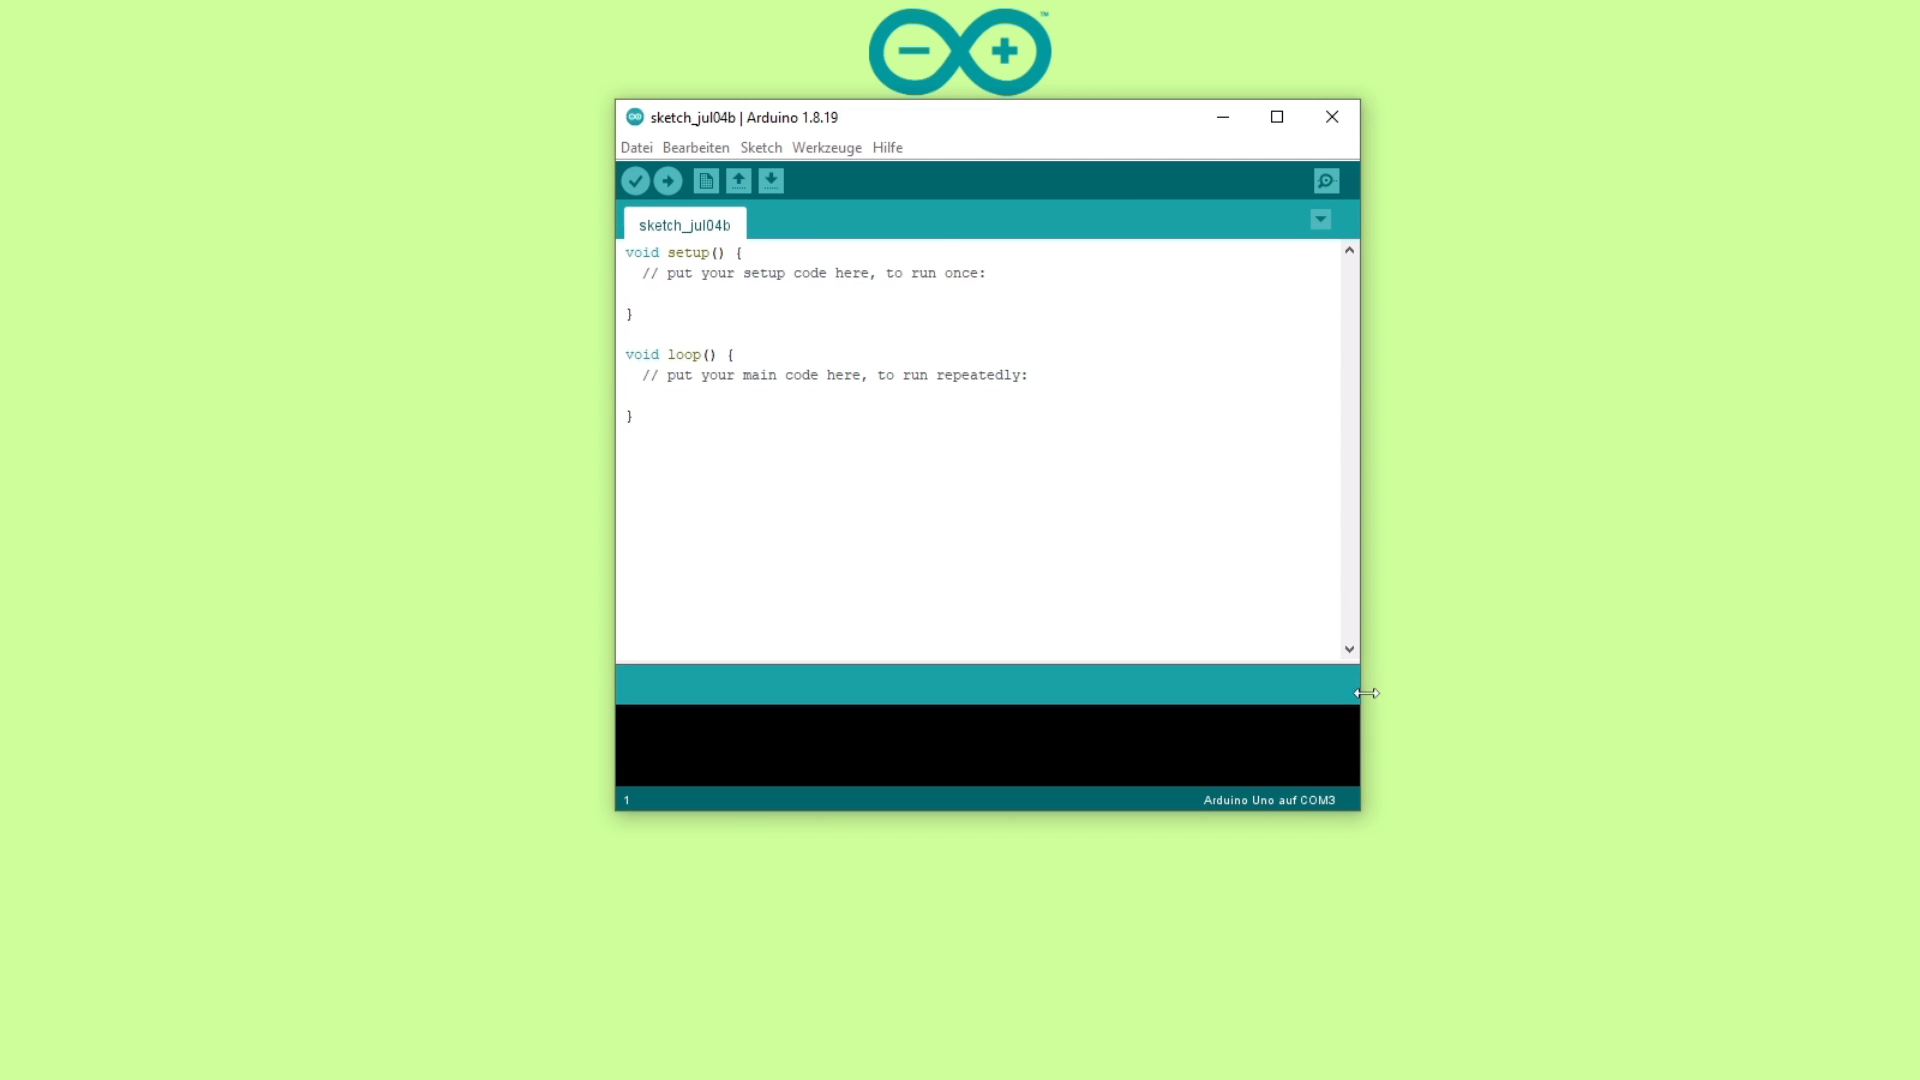 TM
sketch_jul04b | Arduino 1.8.19
Datei Bearbeiten Sketch Werkzeuge Hilfe
sketch_jul04b
void setup() {
  // put your setup code here, to run once:
}
void loop() {
  // put your main code here, to run repeatedly:
}
1 Arduino Uno auf COM3